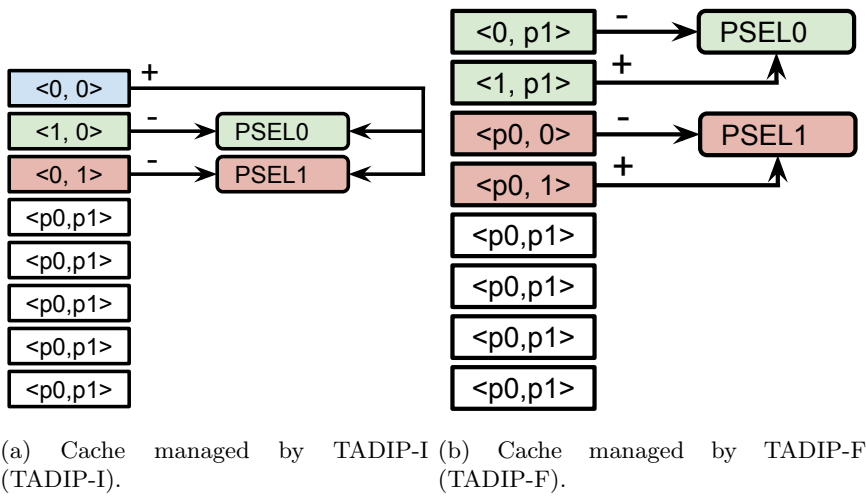 <0, 0>
+
<1, 0>
-
PSEL0
<0, 1>
-
PSEL1
<p0,p1>
<p0,p1>
<p0,p1>
<p0,p1>
<p0,p1>
(a) Cache managed by TADIP-I
(TADIP-I).
<0, p1>
-
PSEL0
<1, p1>
+
<p0, 0>
-
PSEL1
<p0, 1>
+
<p0,p1>
<p0,p1>
<p0,p1>
<p0,p1>
(b) Cache managed by TADIP-F
(TADIP-F).